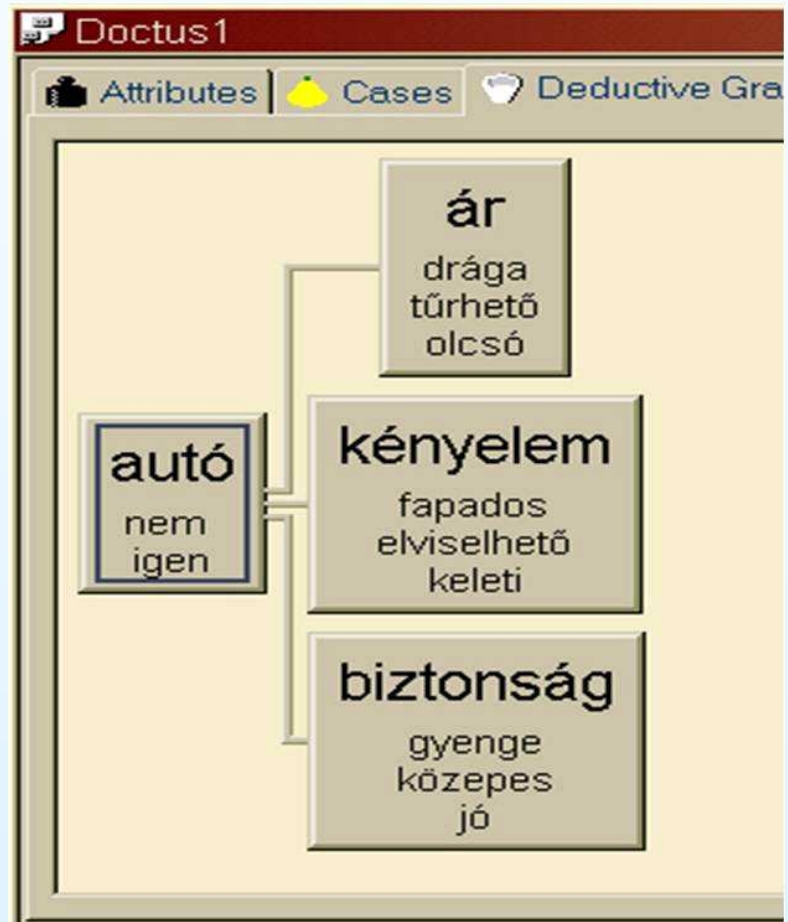 Doctus1
Attributes Cases Deductive Gra
ár
drága
tűrhető
olcsó
autó
nem
igen
kényelem
fapados
elviselhető
keleti
biztonság
gyenge
közepes
jó